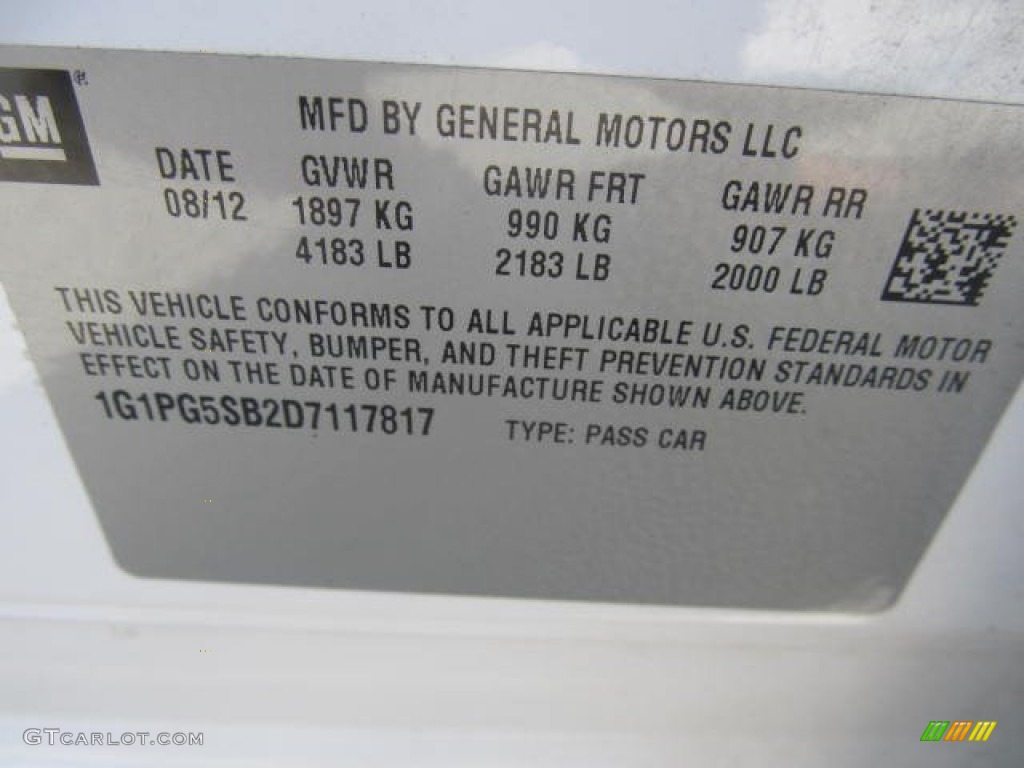 GM ®
MFD BY GENERAL MOTORS LLC
DATE GVWR GAWR FRT GAWR RR
08/12 1897 KG 990 KG 907 KG
4183 LB 2183 LB 2000 LB
THIS VEHICLE CONFORMS TO ALL APPLICABLE U.S. FEDERAL MOTOR
VEHICLE SAFETY, BUMPER, AND THEFT PREVENTION STANDARDS IN
EFFECT ON THE DATE OF MANUFACTURE SHOWN ABOVE.
1G1PG5SB2D7117817 TYPE: PASS CAR
GTCARLOT.COM